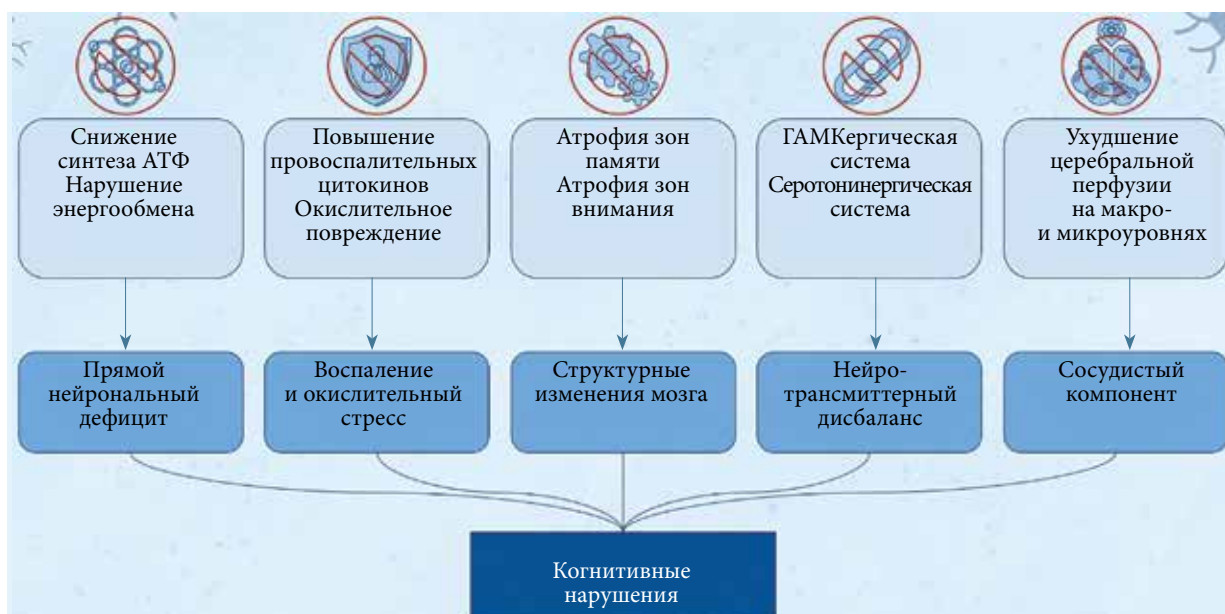 Снижение
синтеза АТФ
Нарушение
энергообмена
Повышение
провоспалительных
цитокинов
Окислительное
повреждение
Атрофия зон
памяти
Атрофия зон
внимания
ГАМКергическая
система
Серотонинергическая
система
Ухудшение
церебральной
перфузии
на макро-
и микроуровнях
Прямой
нейрональный
дефицит
Воспаление
и окислительный
стресс
Структурные
изменения мозга
Нейро-
трансмиттерный
дисбаланс
Сосудистый
компонент
Когнитивные
нарушения